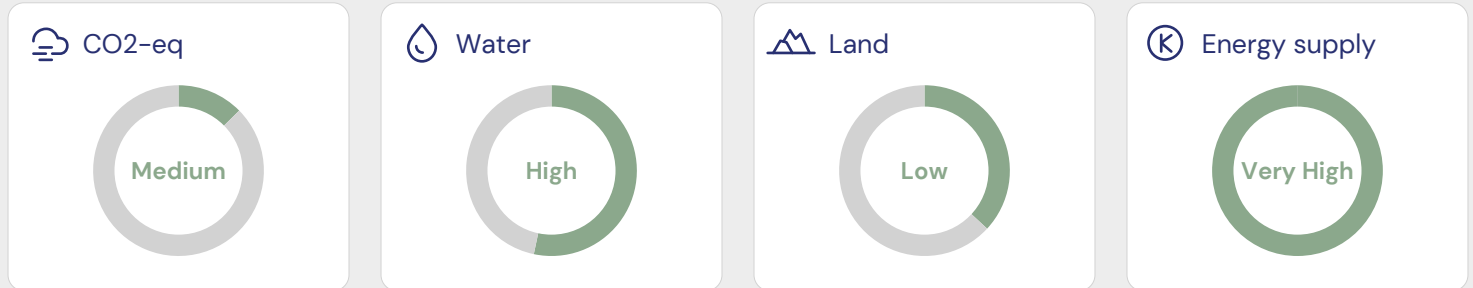 CO2-eq
Medium
Water
High
Land
Low
Energy supply
Very High